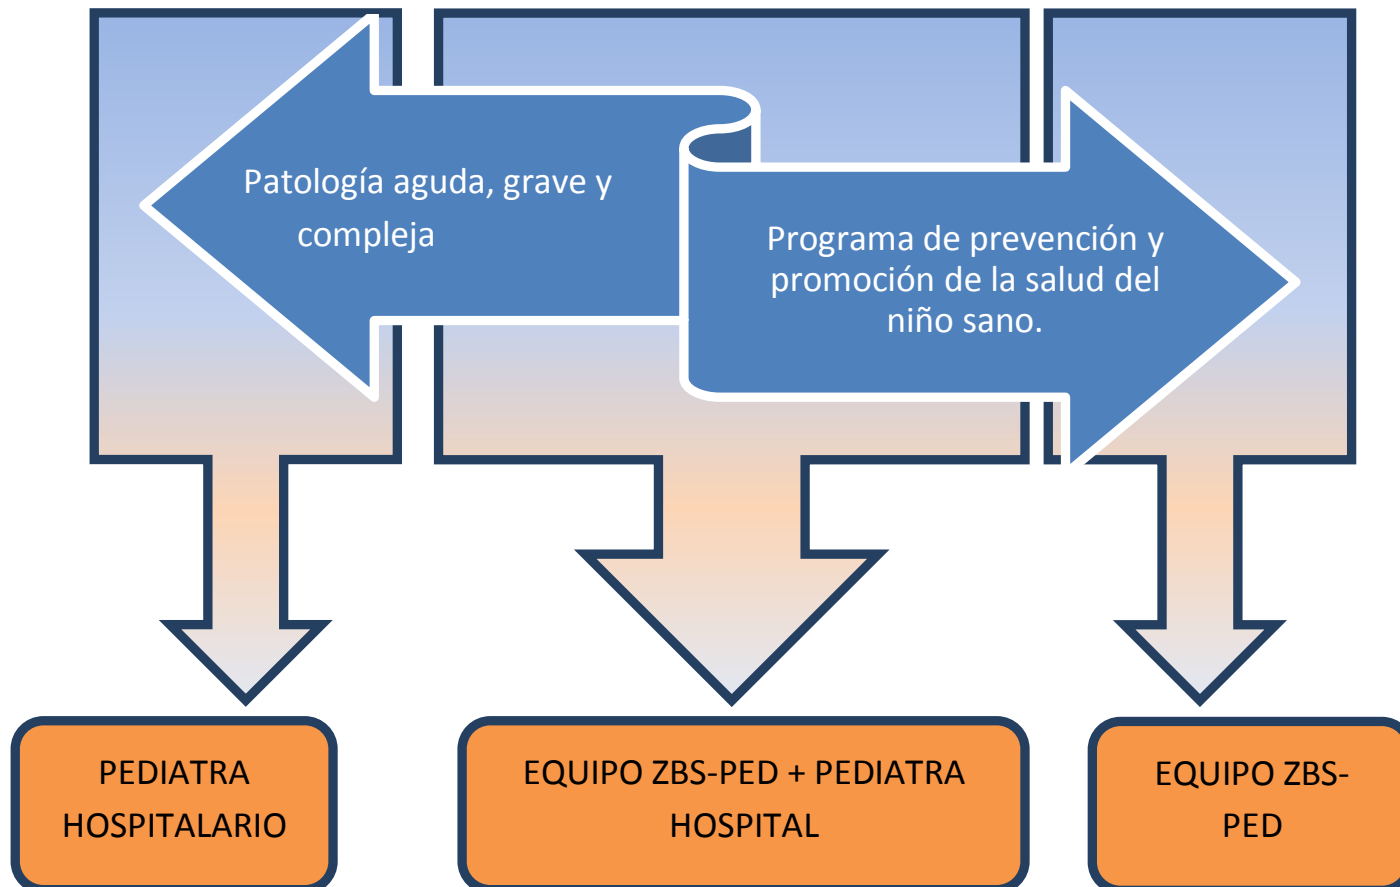 Patología aguda, grave y
compleja
Programa de prevención y
promoción de la salud del
niño sano.
PEDIATRA
HOSPITALARIO
EQUIPO ZBS-PED + PEDIATRA
HOSPITAL
EQUIPO ZBS-
PED